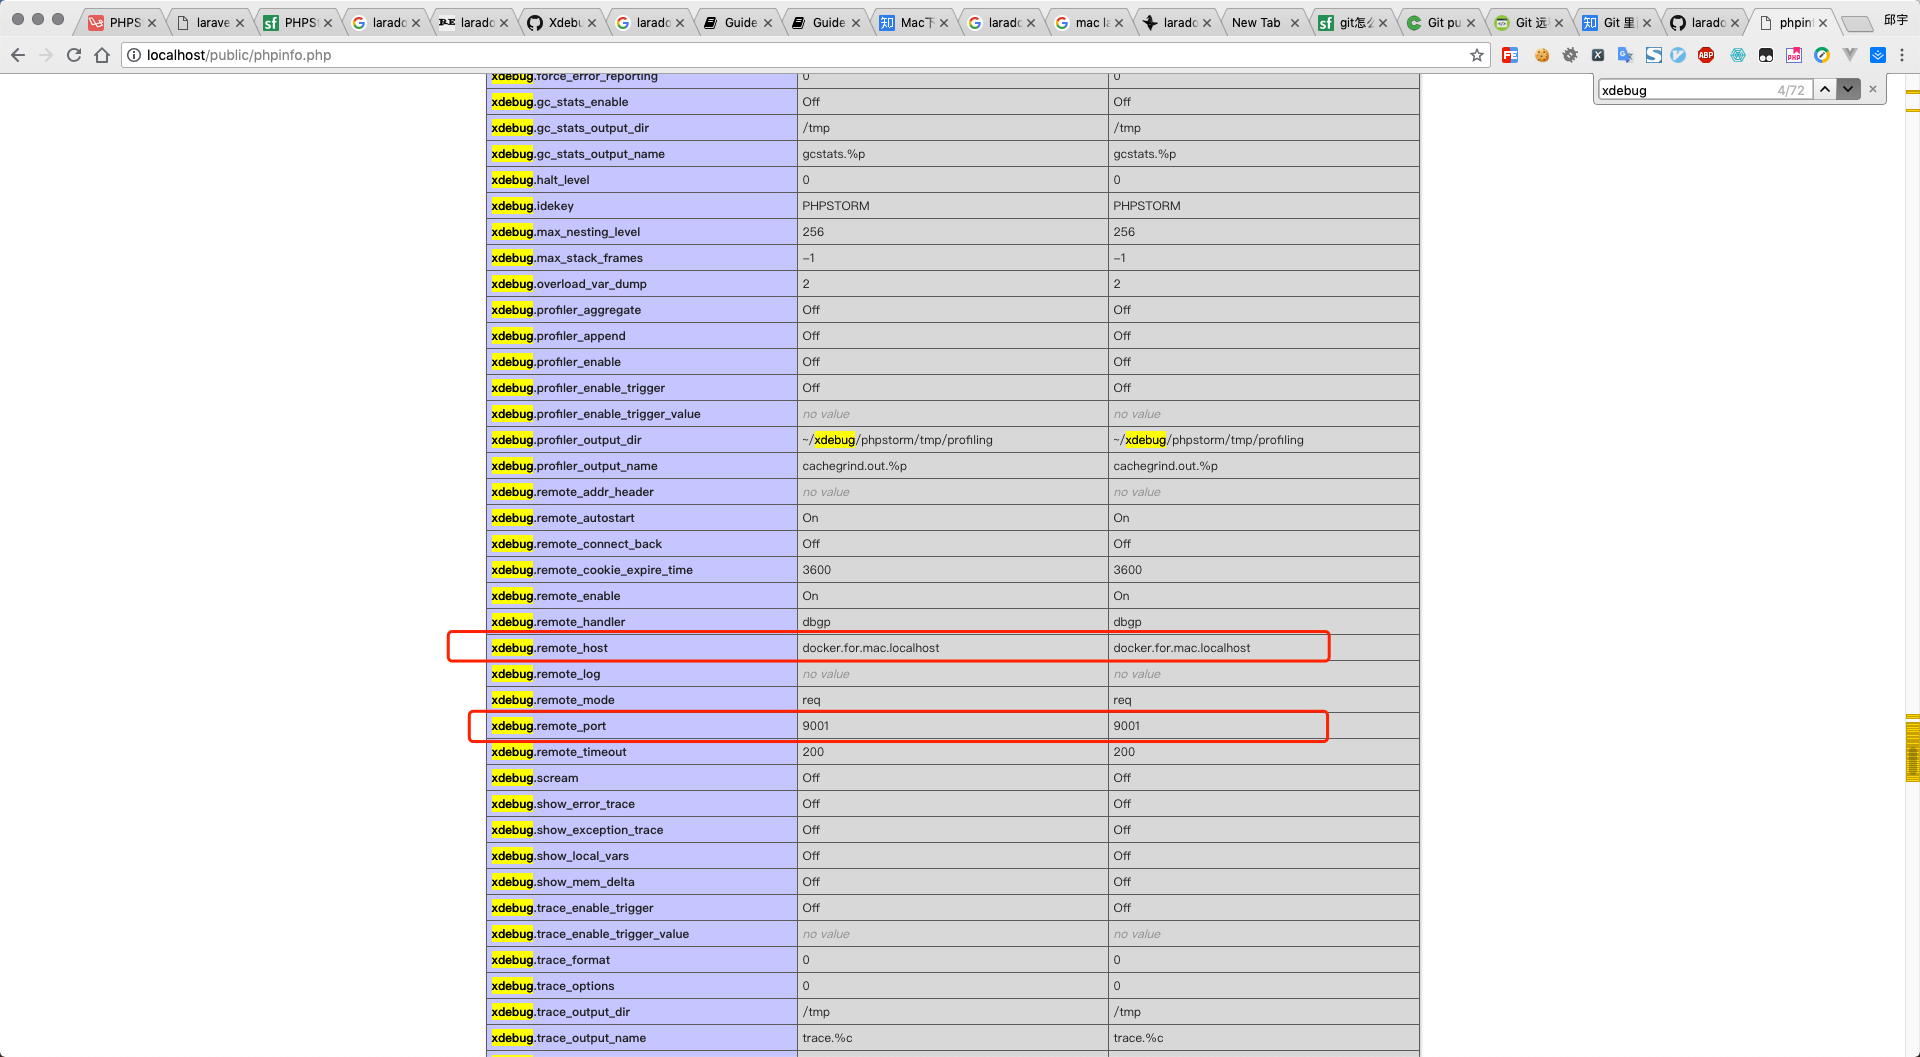 PHPS
larave
PHPS
larado
larado
Xdebu
larado
Guide
Guide
Mac下
larado
mac la
larado
New Tab
git怎么
Git pu
Git 远
Git 里
larado
phpinf
邱宇
localhost/public/phpinfo.php
xdebug 4/72
xdebug.force_error_reporting 0 0
xdebug.gc_stats_enable Off Off
xdebug.gc_stats_output_dir /tmp /tmp
xdebug.gc_stats_output_name gcstats.%p gcstats.%p
xdebug.halt_level 0 0
xdebug.idekey PHPSTORM PHPSTORM
xdebug.max_nesting_level 256 256
xdebug.max_stack_frames -1 -1
xdebug.overload_var_dump 2 2
xdebug.profiler_aggregate Off Off
xdebug.profiler_append Off Off
xdebug.profiler_enable Off Off
xdebug.profiler_enable_trigger Off Off
xdebug.profiler_enable_trigger_value no value no value
xdebug.profiler_output_dir ~/xdebug/phpstorm/tmp/profiling ~/xdebug/phpstorm/tmp/profiling
xdebug.profiler_output_name cachegrind.out.%p cachegrind.out.%p
xdebug.remote_addr_header no value no value
xdebug.remote_autostart On On
xdebug.remote_connect_back Off Off
xdebug.remote_cookie_expire_time 3600 3600
xdebug.remote_enable On On
xdebug.remote_handler dbgp dbgp
xdebug.remote_host docker.for.mac.localhost docker.for.mac.localhost
xdebug.remote_log no value no value
xdebug.remote_mode req req
xdebug.remote_port 9001 9001
xdebug.remote_timeout 200 200
xdebug.scream Off Off
xdebug.show_error_trace Off Off
xdebug.show_exception_trace Off Off
xdebug.show_local_vars Off Off
xdebug.show_mem_delta Off Off
xdebug.trace_enable_trigger Off Off
xdebug.trace_enable_trigger_value no value no value
xdebug.trace_format 0 0
xdebug.trace_options 0 0
xdebug.trace_output_dir /tmp /tmp
xdebug.trace_output_name trace.%c trace.%c